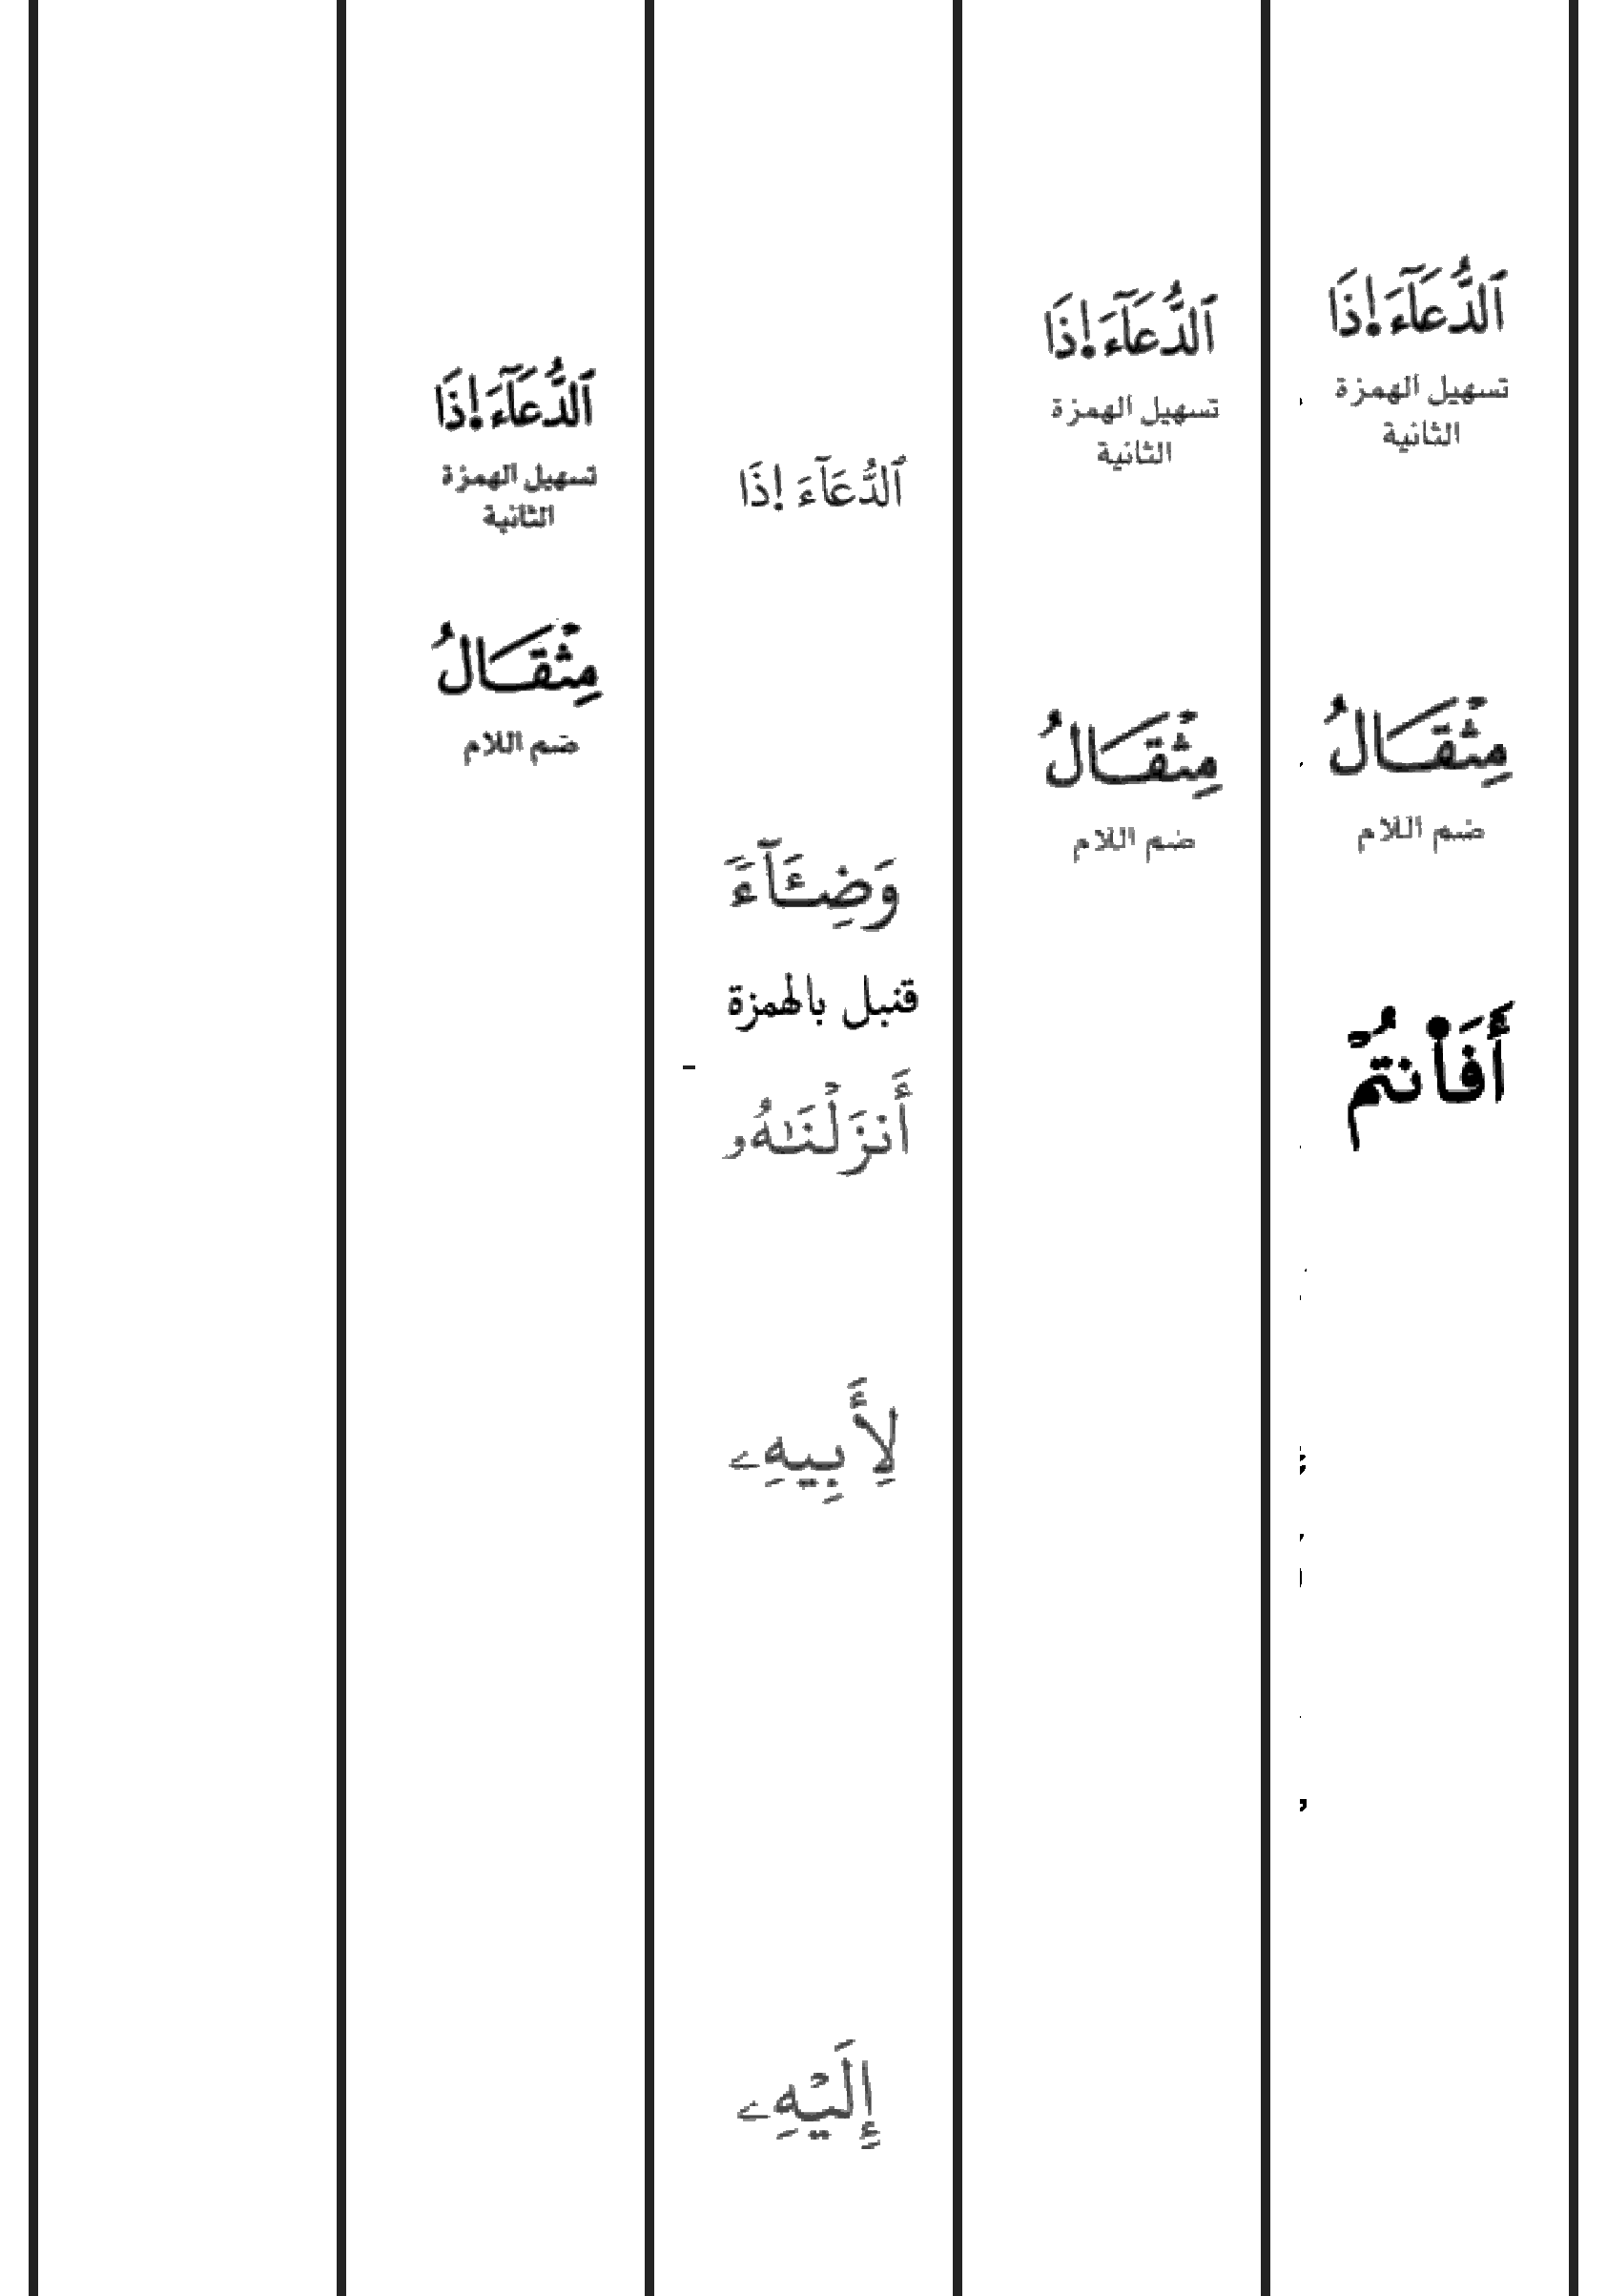 ٱلدُّعَآءَ اِ۬ذَا
تسهيل الهمزة
الثانية
مِثْقَالُ
ضم اللام
أَفَاَ۬نتُمْ
ٱلدُّعَآءَ اِ۬ذَا
تسهيل الهمزة
الثانية
مِثْقَالُ
ضم اللام
ٱلدُّعَآءَ اِ۬ذَا
وَضِـَٔآءَ
قنبل بالهمزة
أَنزَلْنَٰهُۥ
لِأَبِيهِۦ
إِلَيْهِۦ
ٱلدُّعَآءَ اِ۬ذَا
تسهيل الهمزة
الثانية
مِثْقَالُ
ضم اللام